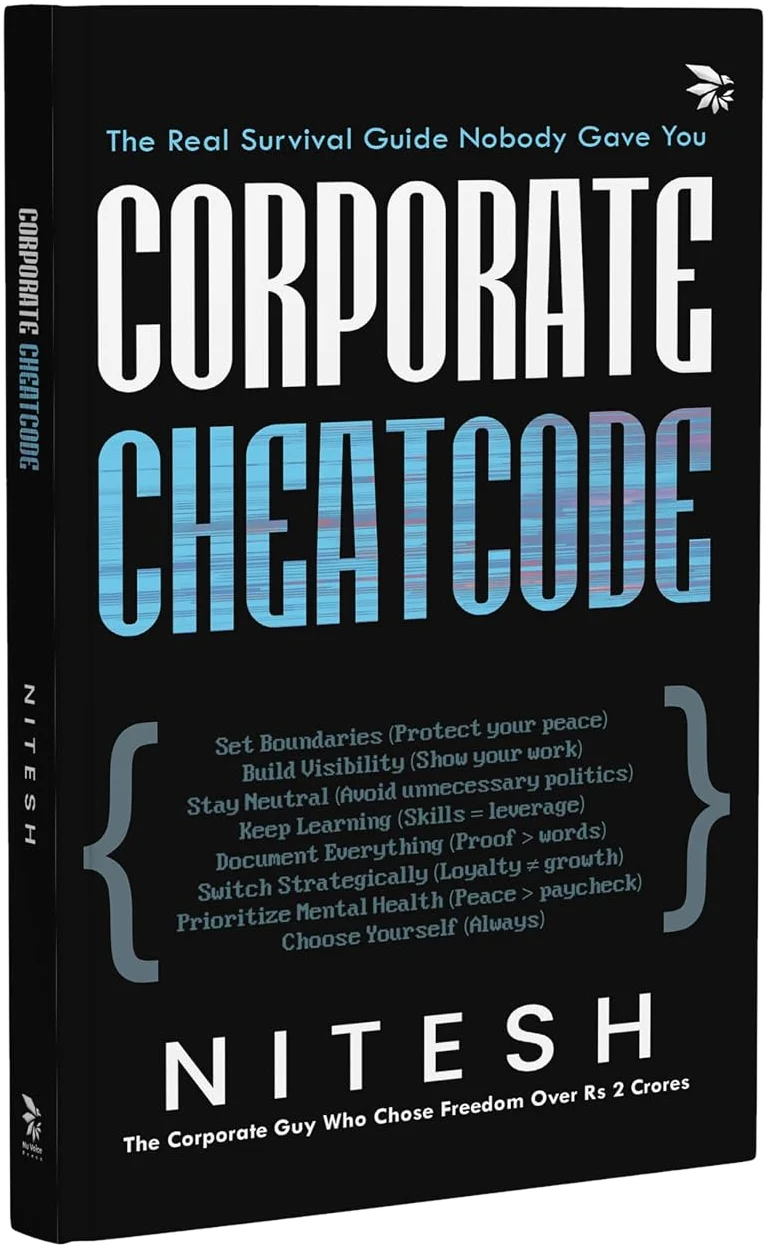 The Real Survival Guide Nobody Gave You
CORPORATE
CHEATCODE
Set Boundaries (Protect your peace)
Build Visibility (Show your work)
Stay Neutral (Avoid unnecessary politics)
Keep Learning (Skills = leverage)
Document Everything (Proof > words)
Switch Strategically (Loyalty ≠ growth)
Prioritize Mental Health (Peace > paycheck)
Choose Yourself (Always)
NITESH
The Corporate Guy Who Chose Freedom Over Rs 2 Crores
CORPORATE CHEATCODE
NITESH
Nu Voice
Press